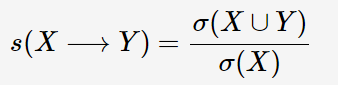 s(X ⟶ Y) = σ(X ∪ Y) / σ(X)